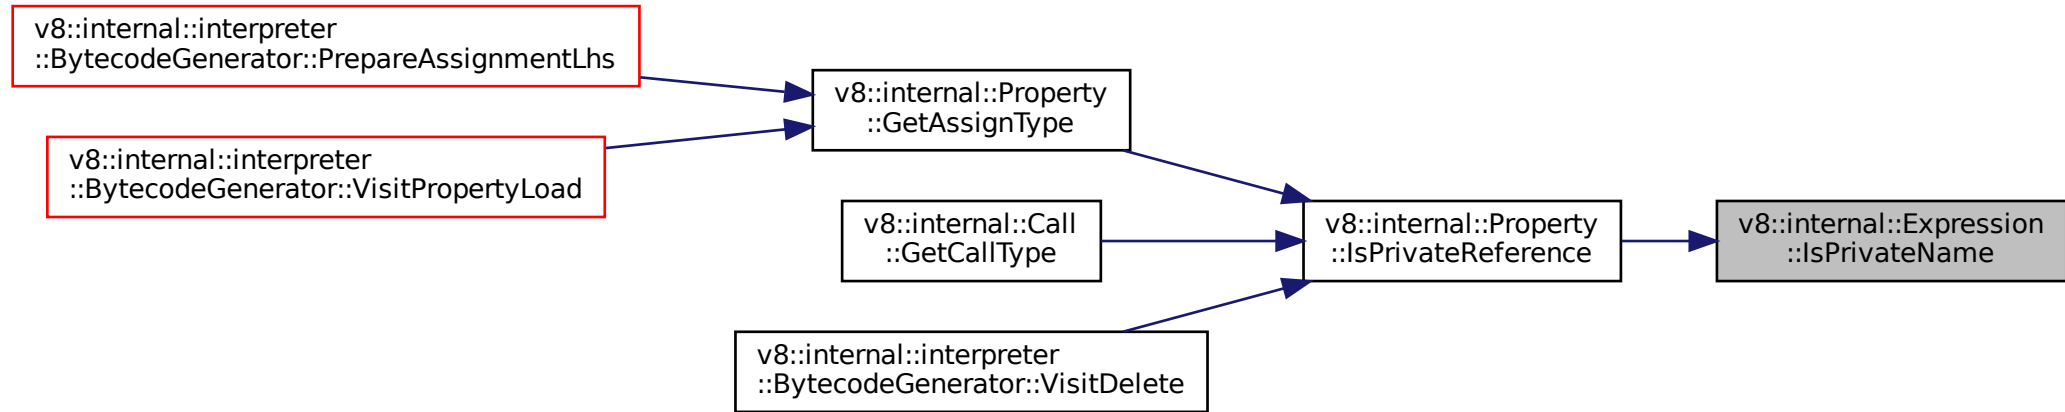 v8::internal::interpreter
::BytecodeGenerator::PrepareAssignmentLhs
v8::internal::interpreter
::BytecodeGenerator::VisitPropertyLoad
v8::internal::Property
::GetAssignType
v8::internal::Call
::GetCallType
v8::internal::interpreter
::BytecodeGenerator::VisitDelete
v8::internal::Property
::IsPrivateReference
v8::internal::Expression
::IsPrivateName